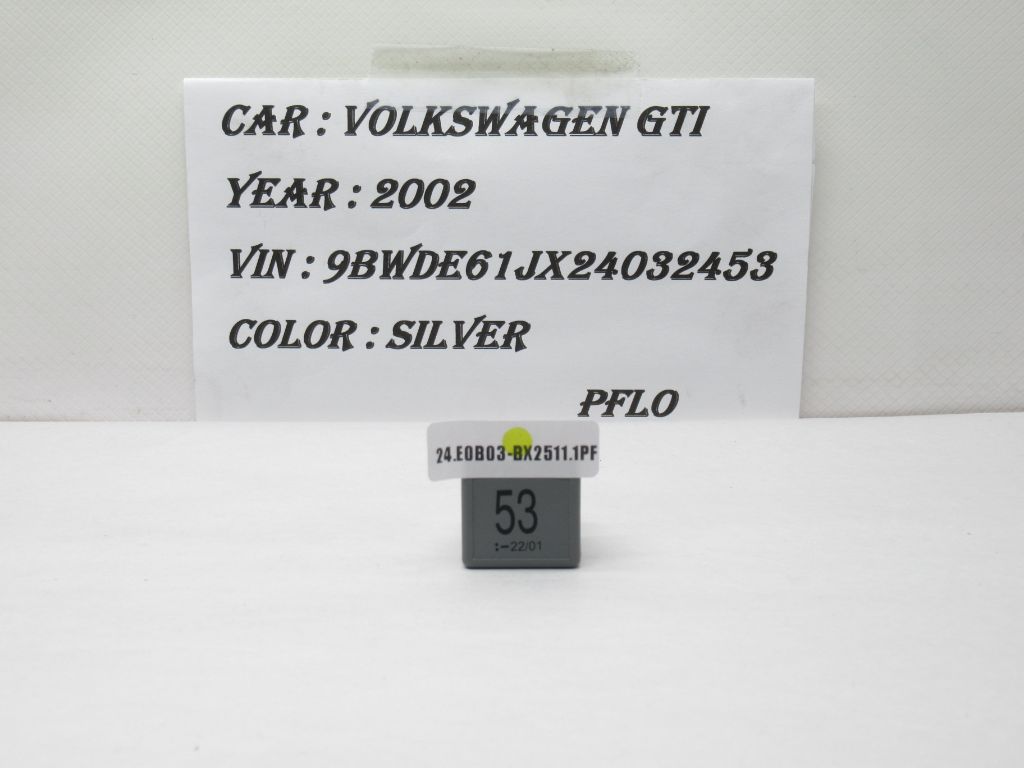 CAR : VOLKSWAGEN GTI
YEAR : 2002
VIN : 9BWDE61JX24032453
COLOR : SILVER
PFLO
24.E0B03-BX2511.1PF
53
:-22/01